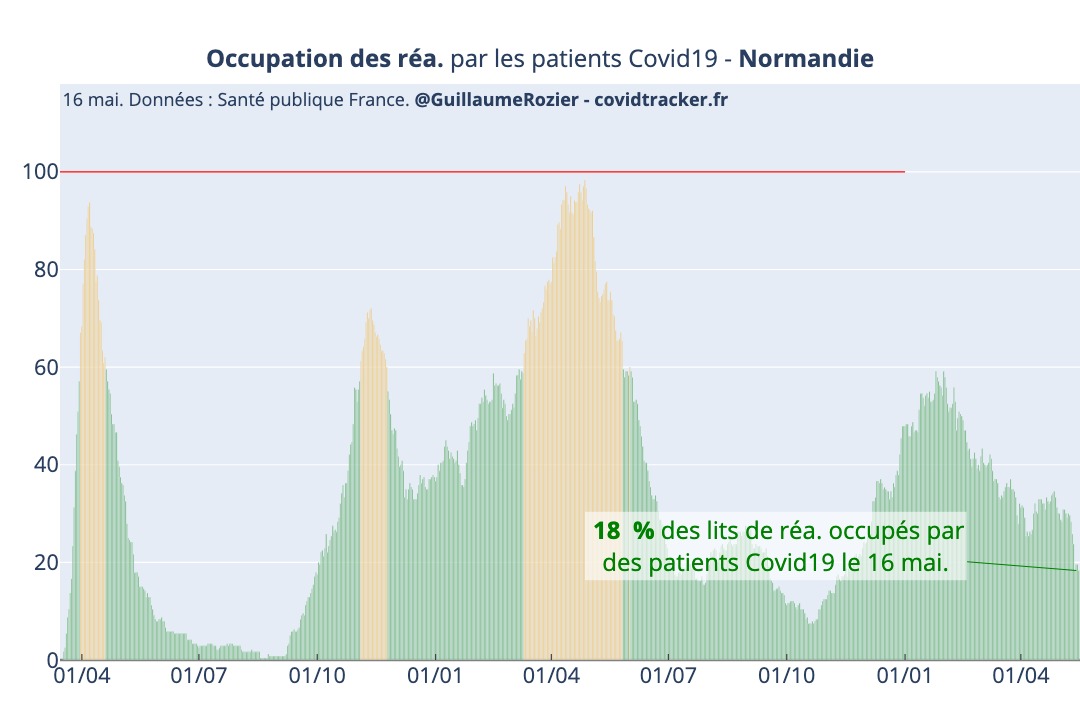 Occupation des réa. par les patients Covid19 - Normandie
16 mai. Données : Santé publique France. @GuillaumeRozier - covidtracker.fr
100
80
60
40
20
0
18 % des lits de réa. occupés par
des patients Covid19 le 16 mai.
01/04 01/07 01/10 01/01 01/04 01/07 01/10 01/01 01/04